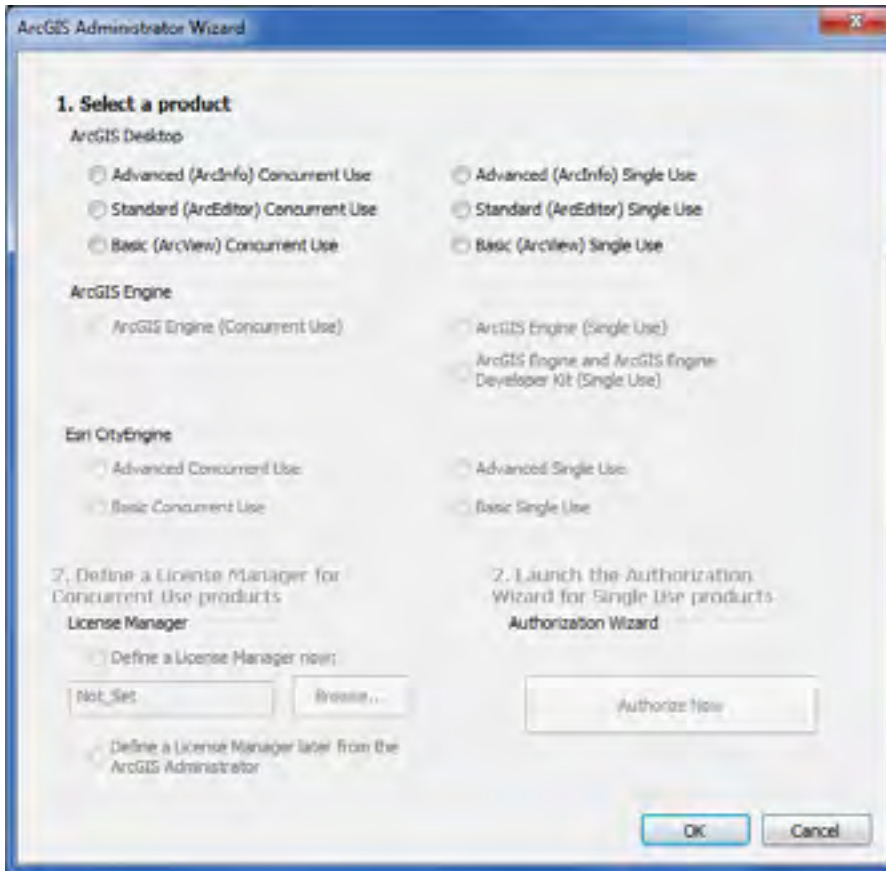 ArcGIS Administrator Wizard
1. Select a product
ArcGIS Desktop
Advanced (ArcInfo) Concurrent Use
Advanced (ArcInfo) Single Use
Standard (ArcEditor) Concurrent Use
Standard (ArcEditor) Single Use
Basic (ArcView) Concurrent Use
Basic (ArcView) Single Use
ArcGIS Engine
ArcGIS Engine (Concurrent Use)
ArcGIS Engine (Single Use)
ArcGIS Engine and ArcGIS Engine
Developer Kit (Single Use)
Esri CityEngine
Advanced Concurrent Use
Advanced Single Use
Basic Concurrent Use
Basic Single Use
2. Define a License Manager for
Concurrent Use products
License Manager
Define a License Manager now:
Not_Set
Browse...
Define a License Manager later from the
ArcGIS Administrator
2. Launch the Authorization
Wizard for Single Use products
Authorization Wizard
Authorize Now
OK
Cancel